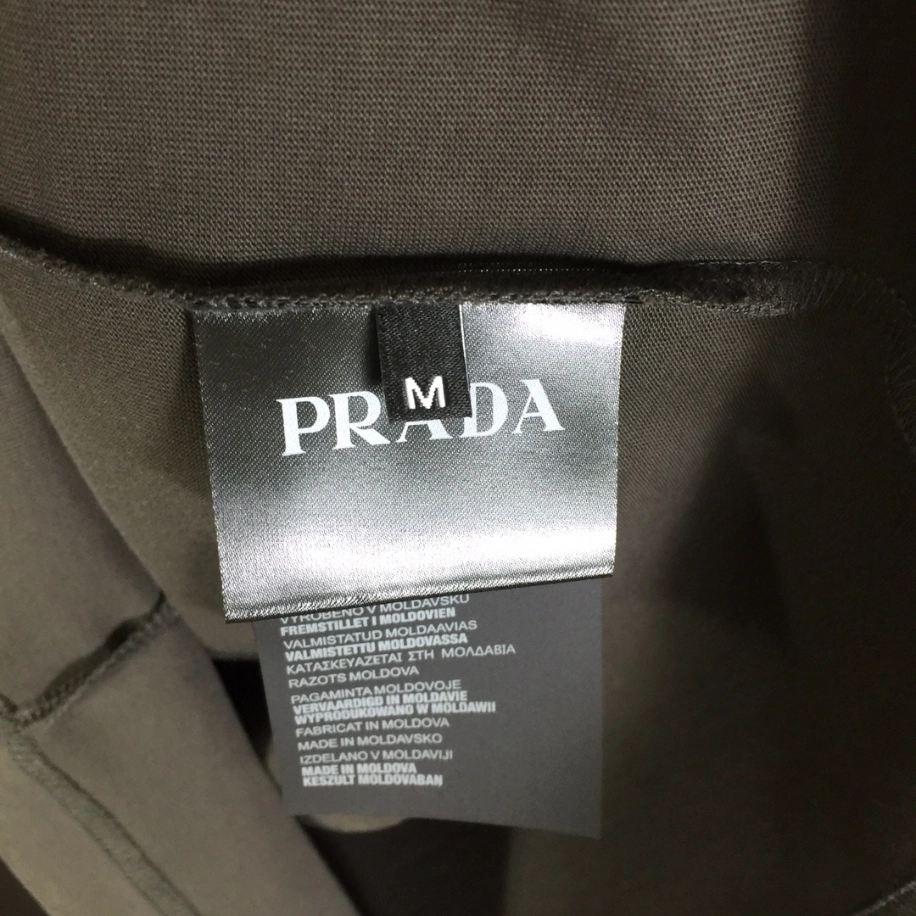 M
PRADA
VYROBENO V MOLDAVSKU
FREMSTILLET I MOLDOVIEN
VALMISTATUD MOLDAAVIAS
VALMISTETTU MOLDOVASSA
ΚΑΤΑΣΚΕΥΑΖΕΤΑΙ ΣΤΗ ΜΟΛΔΑΒΙΑ
RAZOTS MOLDOVA
PAGAMINTA MOLDOVOJE
VERVAARDIGD IN MOLDAVIE
WYPRODUKOWANO W MOLDAWII
FABRICAT IN MOLDOVA
MADE IN MOLDAVSKO
IZDELANO V MOLDAVIJI
MADE IN MOLDOVA
KESZULT MOLDOVABAN